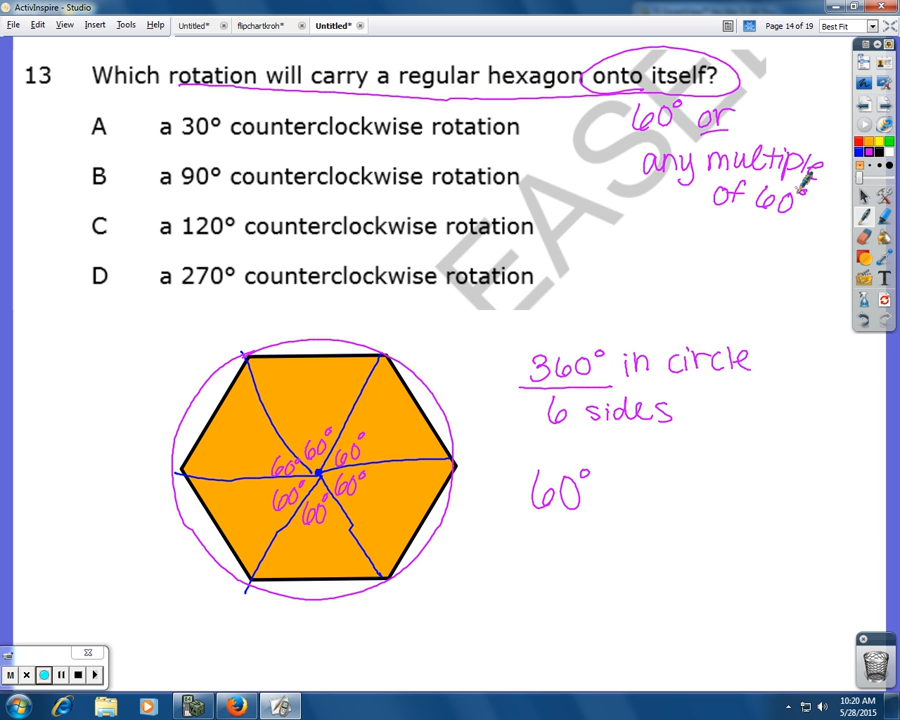 ActivInspire - Studio
File Edit View Insert Tools Help
Untitled* flipchartkroh* Untitled*
Page 14 of 19
Best Fit
13 Which rotation will carry a regular hexagon onto itself?
A a 30° counterclockwise rotation
B a 90° counterclockwise rotation
C a 120° counterclockwise rotation
D a 270° counterclockwise rotation
60° or
any multiple
of 60°
EASE
360° in circle
6 sides
60°
60° 60° 60°
60° 60° 60°
T
M
10:20 AM
5/28/2015